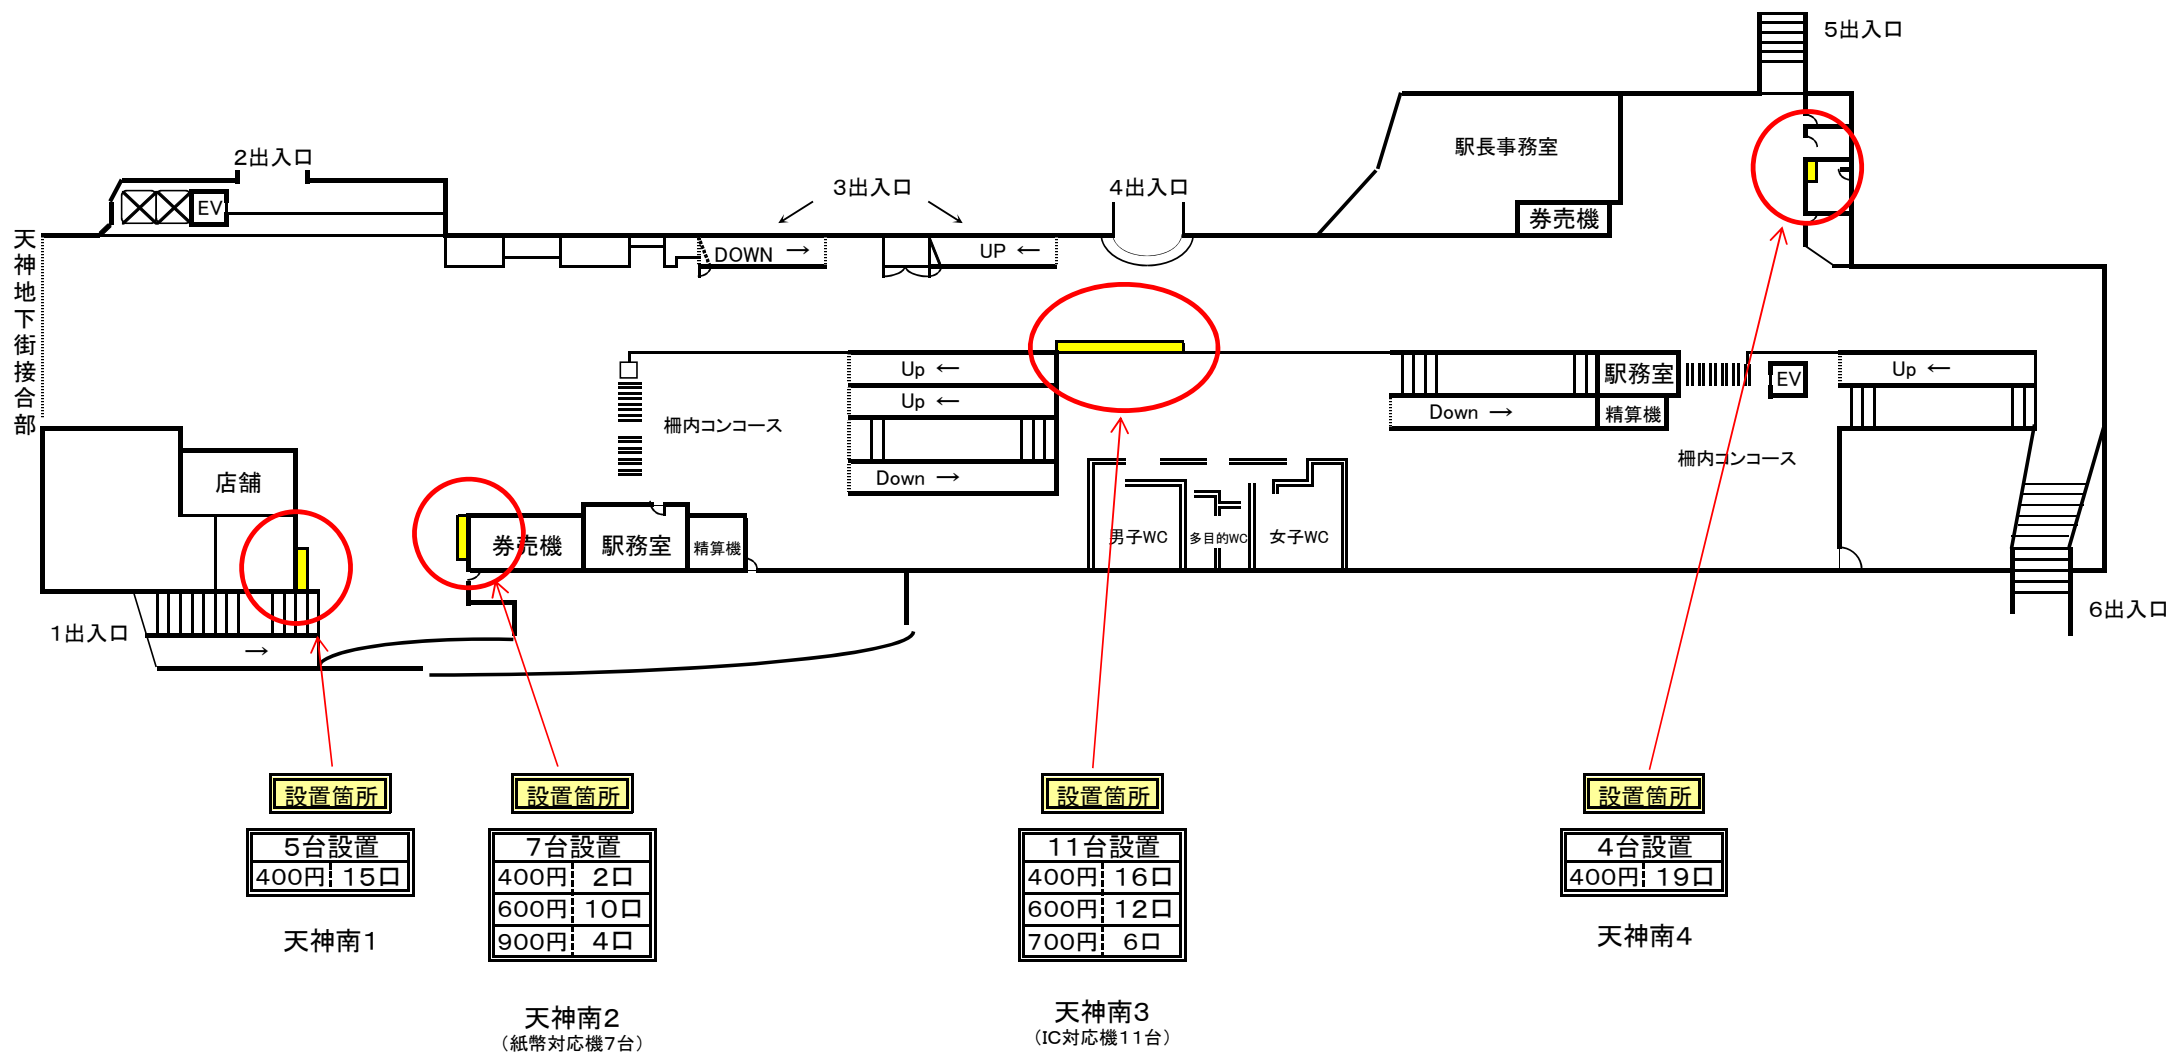 5出入口
駅長事務室
2出入口
3出入口
4出入口
EV
券売機
天神地下街接合部
DOWN →
UP ←
Up ←
駅務室
EV
Up ←
Up ←
Down →
精算機
柵内コンコース
柵内コンコース
店舗
Down →
券売機
駅務室
精算機
男子WC
多目的WC
女子WC
1出入口
→
6出入口
設置箇所
設置箇所
設置箇所
設置箇所
5台設置
400円 15口
天神南1
7台設置
400円 2口
600円 10口
900円 4口
天神南2
（紙幣対応機7台）
11台設置
400円 16口
600円 12口
700円 6口
天神南3
（IC対応機11台）
4台設置
400円 19口
天神南4